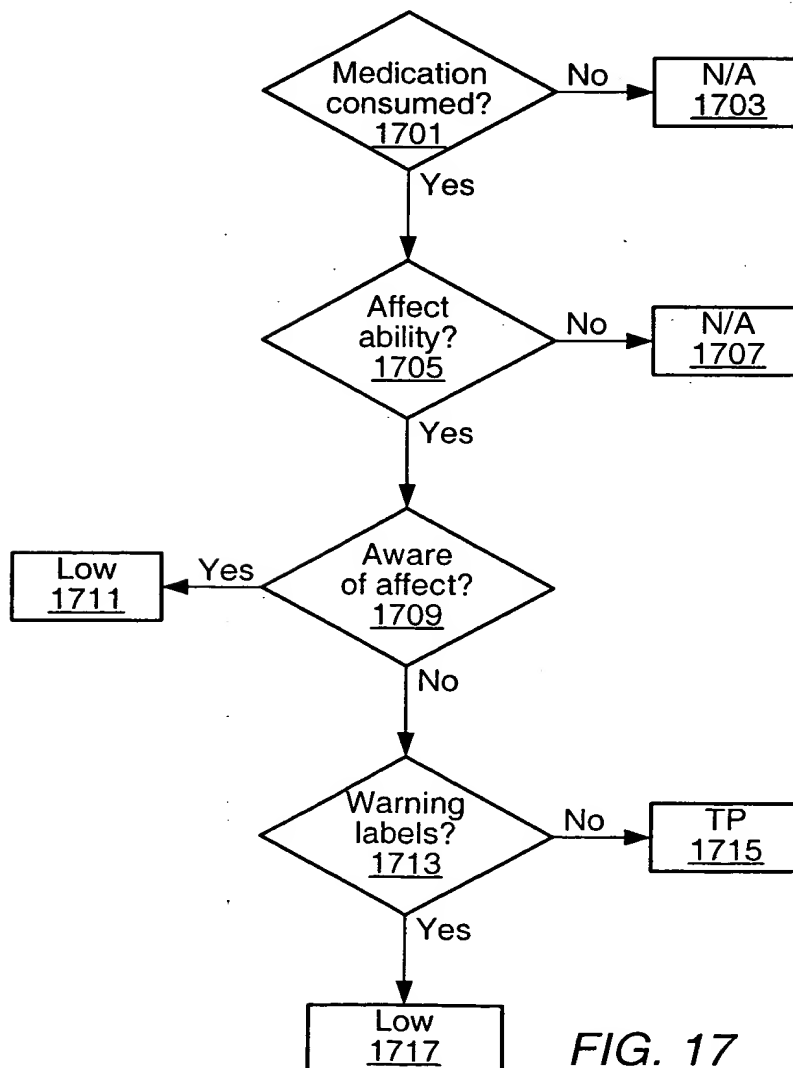 Medication
consumed?
1701
No
N/A
1703
Yes
Affect
ability?
1705
No
N/A
1707
Yes
Aware
of affect?
1709
Yes
Low
1711
No
Warning
labels?
1713
No
TP
1715
Yes
Low
1717
FIG. 17